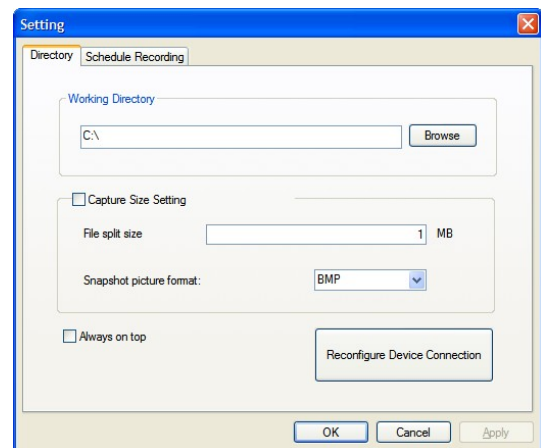 Setting
Directory Schedule Recording
Working Directory
C:\ Browse
Capture Size Setting
File split size 1 MB
Snapshot picture format: BMP
Always on top
Reconfigure Device Connection
OK Cancel Apply